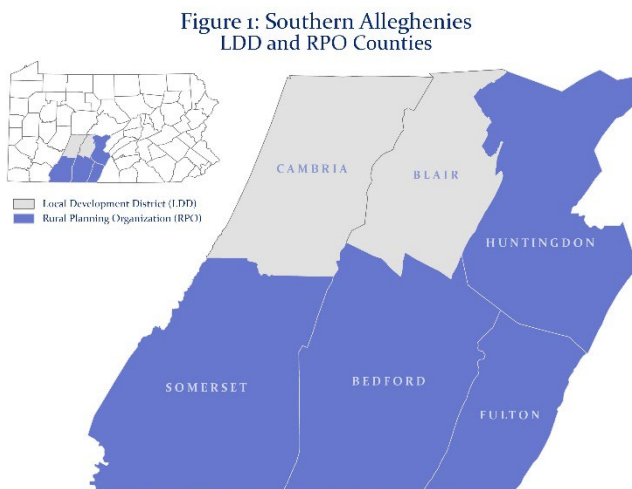 Figure 1: Southern Alleghenies
LDD and RPO Counties
Local Development District (LDD)
Rural Planning Organization (RPO)
CAMBRIA
BLAIR
HUNTINGDON
SOMERSET
BEDFORD
FULTON